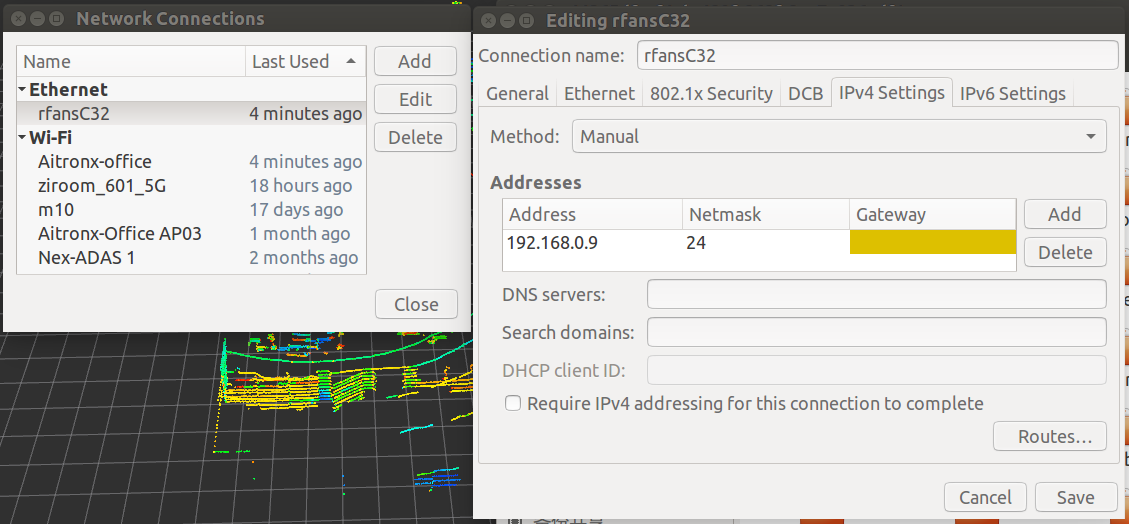 Network Connections
Name Last Used
Ethernet
rfansC32 4 minutes ago
Wi-Fi
Aitronx-office 4 minutes ago
ziroom_601_5G 18 hours ago
m10 17 days ago
Aitronx-Office AP03 1 month ago
Nex-ADAS 1 2 months ago
Add
Edit
Delete
Close
Editing rfansC32
Connection name: rfansC32
General Ethernet 802.1x Security DCB IPv4 Settings IPv6 Settings
Method: Manual
Addresses
Address Netmask Gateway
192.168.0.9 24
Add
Delete
DNS servers:
Search domains:
DHCP client ID:
Require IPv4 addressing for this connection to complete
Routes...
Cancel Save